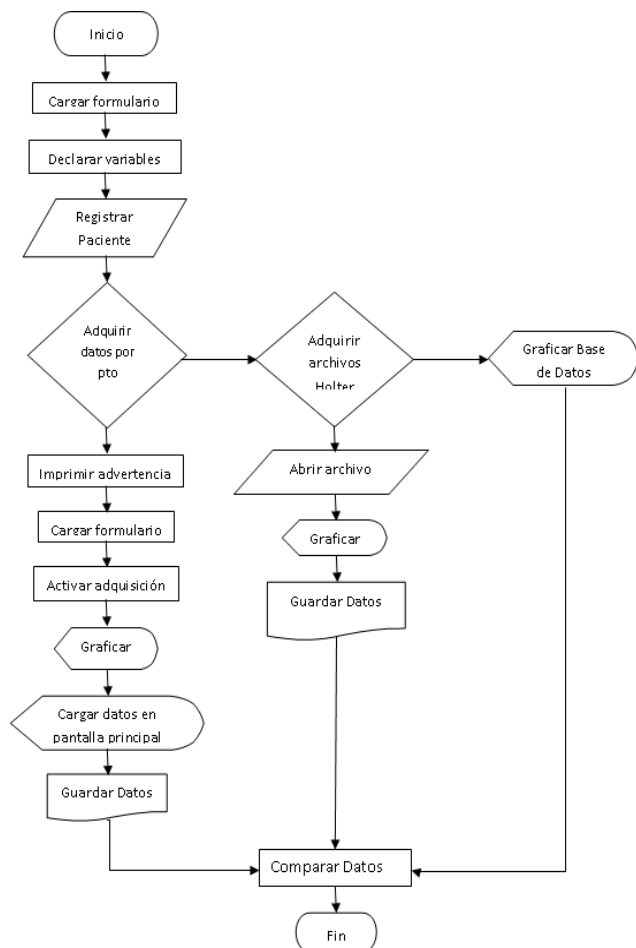 Inicio
Cargar formulario
Declarar variables
Registrar
Paciente
Adquirir
datos por
pto
Adquirir
archivos
Holter
Graficar Base
de Datos
Imprimir advertencia
Cargar formulario
Activar adquisición
Graficar
Cargar datos en
pantalla principal
Guardar Datos
Abrir archivo
Graficar
Guardar Datos
Comparar Datos
Fin